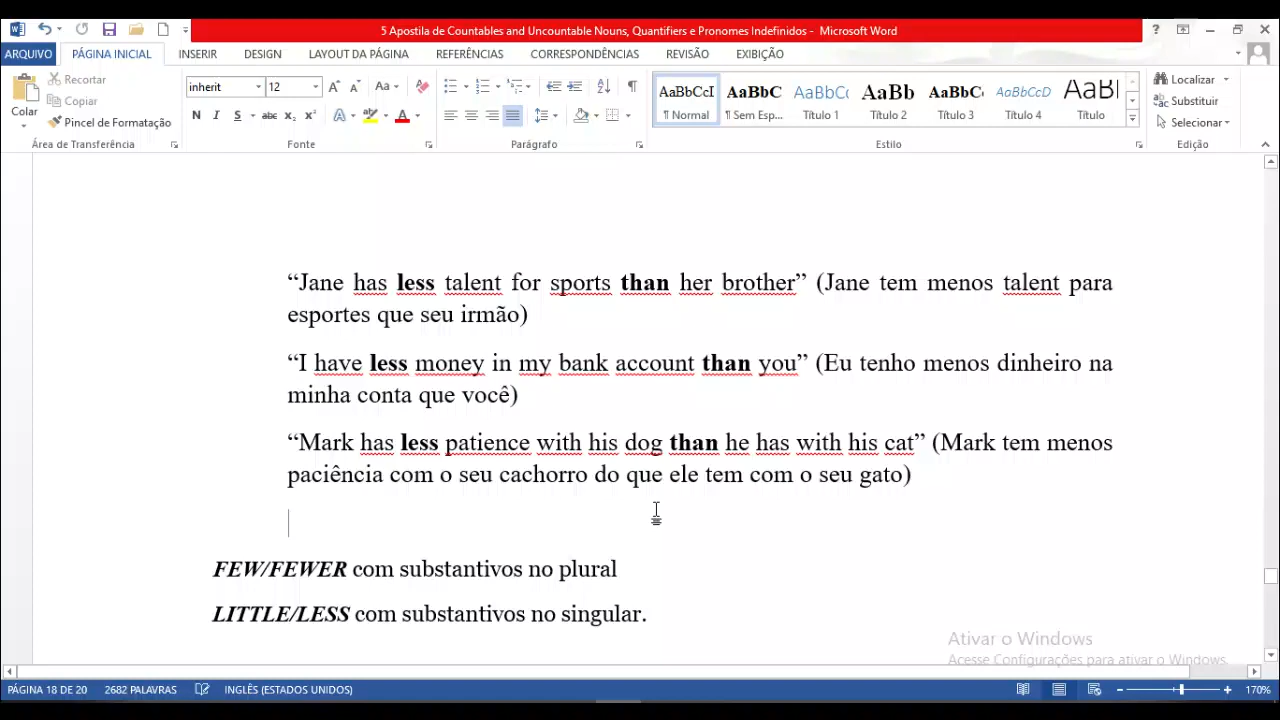 5 Apostila de Countables and Uncountable Nouns, Quantifiers e Pronomes Indefinidos - Microsoft Word
ARQUIVO PÁGINA INICIAL INSERIR DESIGN LAYOUT DA PÁGINA REFERÊNCIAS CORRESPONDÊNCIAS REVISÃO EXIBIÇÃO
Colar
Recortar
Copiar
Pincel de Formatação
Área de Transferência
inherit 12
N I S abc x₂ x²
Fonte
Parágrafo
AaBbCcI AaBbC AaBbCc AaBb AaBbC AaBbCcD AaBl
¶ Normal ¶ Sem Esp... Título 1 Título 2 Título 3 Título 4 Título
Estilo
Localizar
Substituir
Selecionar
Edição
“Jane has less talent for sports than her brother” (Jane tem menos talent para
esportes que seu irmão)
“I have less money in my bank account than you” (Eu tenho menos dinheiro na
minha conta que você)
“Mark has less patience with his dog than he has with his cat” (Mark tem menos
paciência com o seu cachorro do que ele tem com o seu gato)
FEW/FEWER com substantivos no plural
LITTLE/LESS com substantivos no singular.
Ativar o Windows
Acesse Configurações para ativar o Windows.
PÁGINA 18 DE 20 2682 PALAVRAS INGLÊS (ESTADOS UNIDOS) 170%